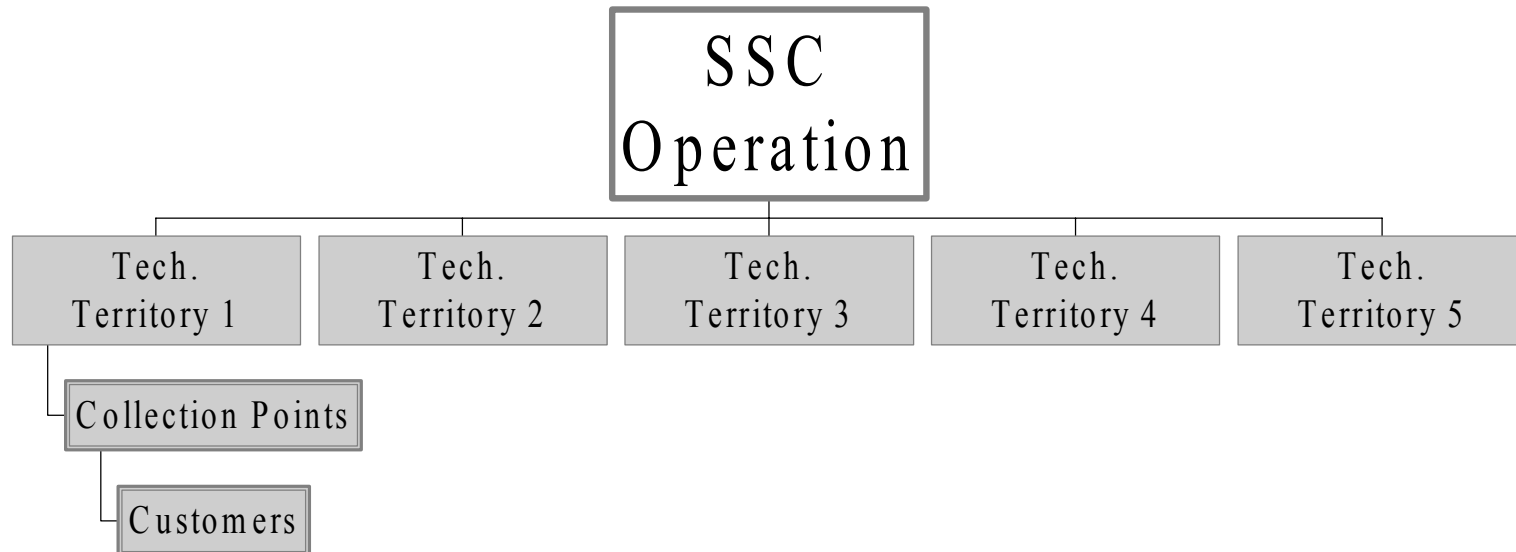 SSC
Operation
Tech.
Territory 1
Tech.
Territory 2
Tech.
Territory 3
Tech.
Territory 4
Tech.
Territory 5
Collection Points
Customers